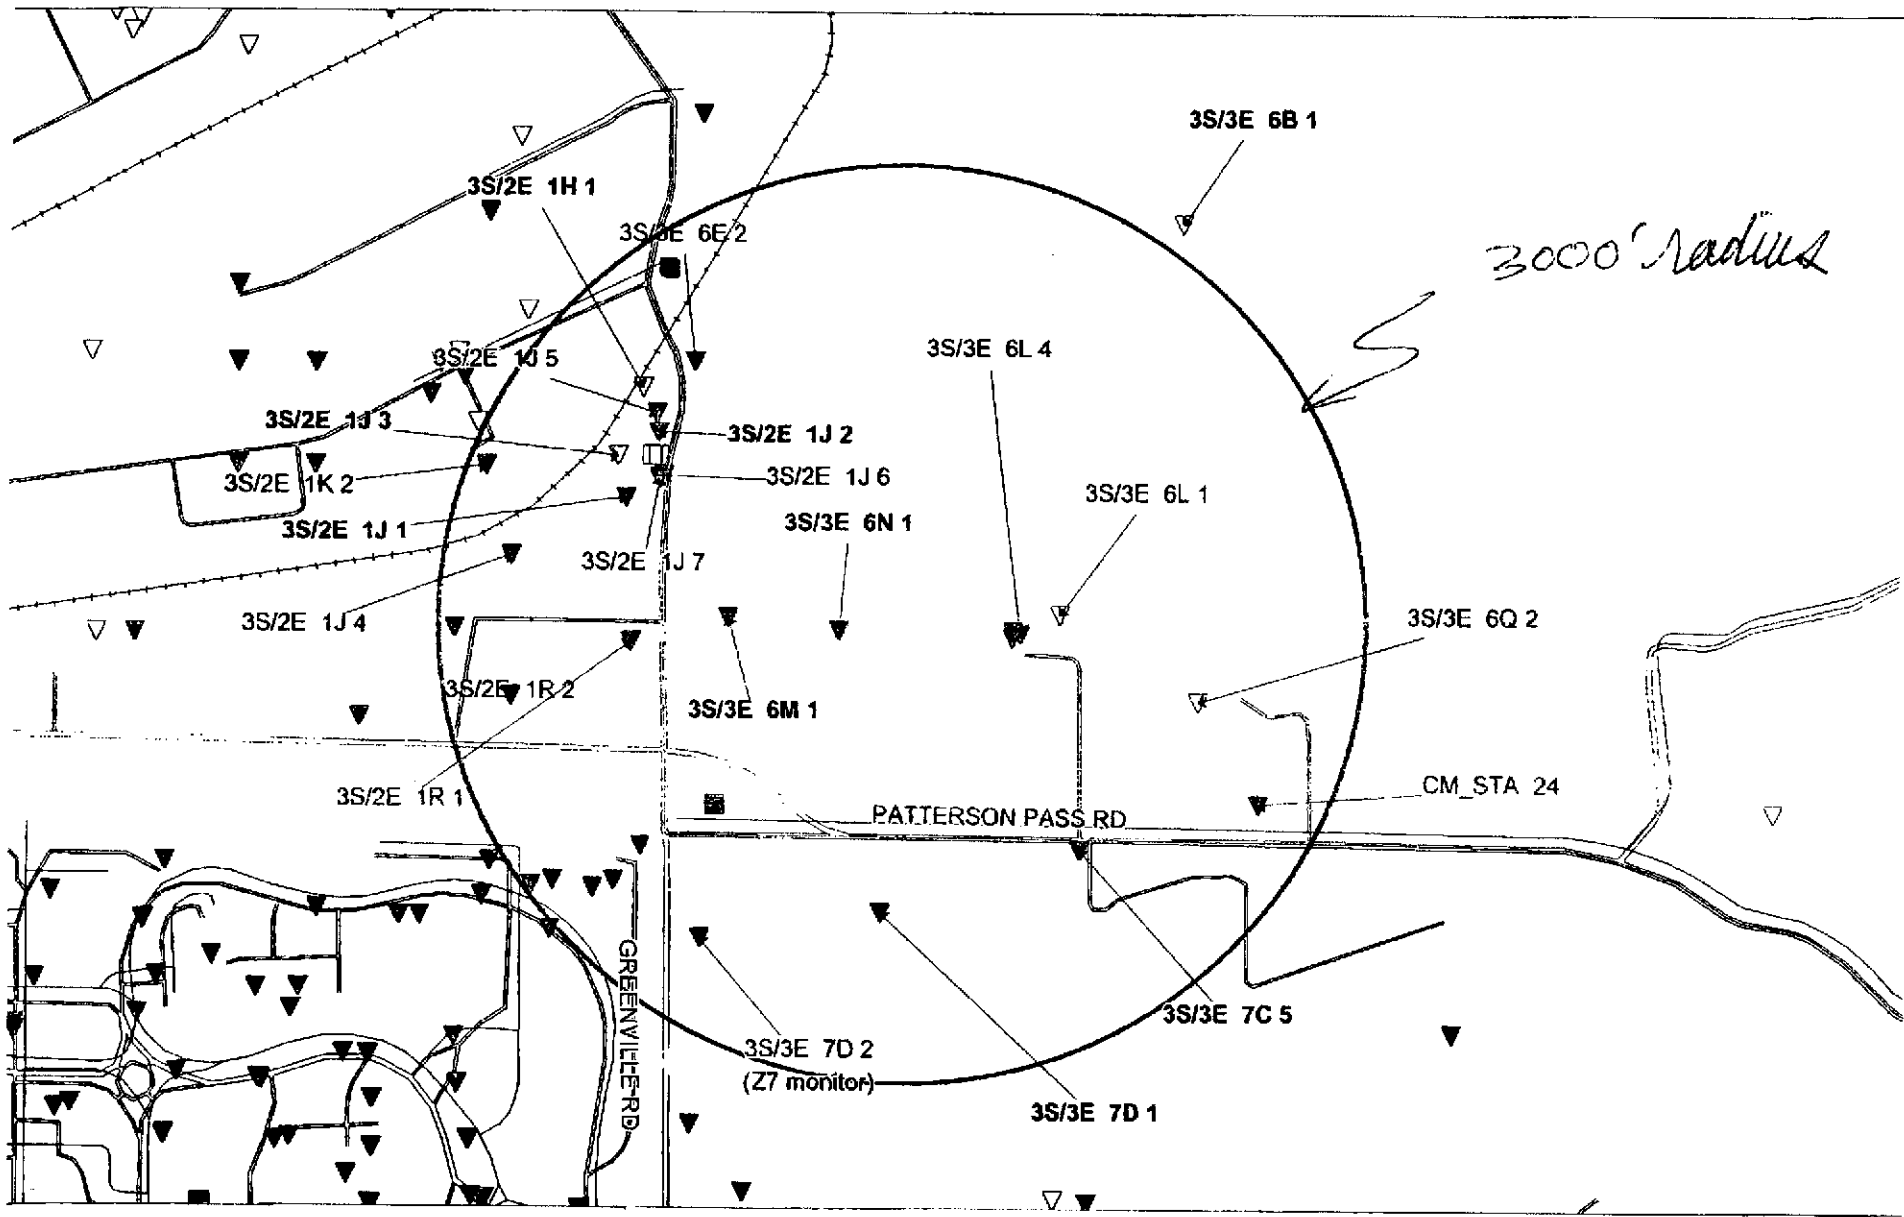 3S/3E 6B 1
3S/2E 1H 1
3S/3E 6E 2
3000' radius
3S/2E 1J 5
3S/3E 6L 4
3S/2E 1J 3
3S/2E 1J 2
3S/2E 1K 2
3S/2E 1J 6
3S/3E 6L 1
3S/2E 1J 1
3S/3E 6N 1
3S/2E 1J 7
3S/2E 1J 4
3S/3E 6Q 2
3S/2E 1R 2
3S/3E 6M 1
3S/2E 1R 1
CM_STA 24
PATTERSON PASS RD
GREENVILLE RD
3S/3E 7C 5
3S/3E 7D 2
(Z7 monitor)
3S/3E 7D 1